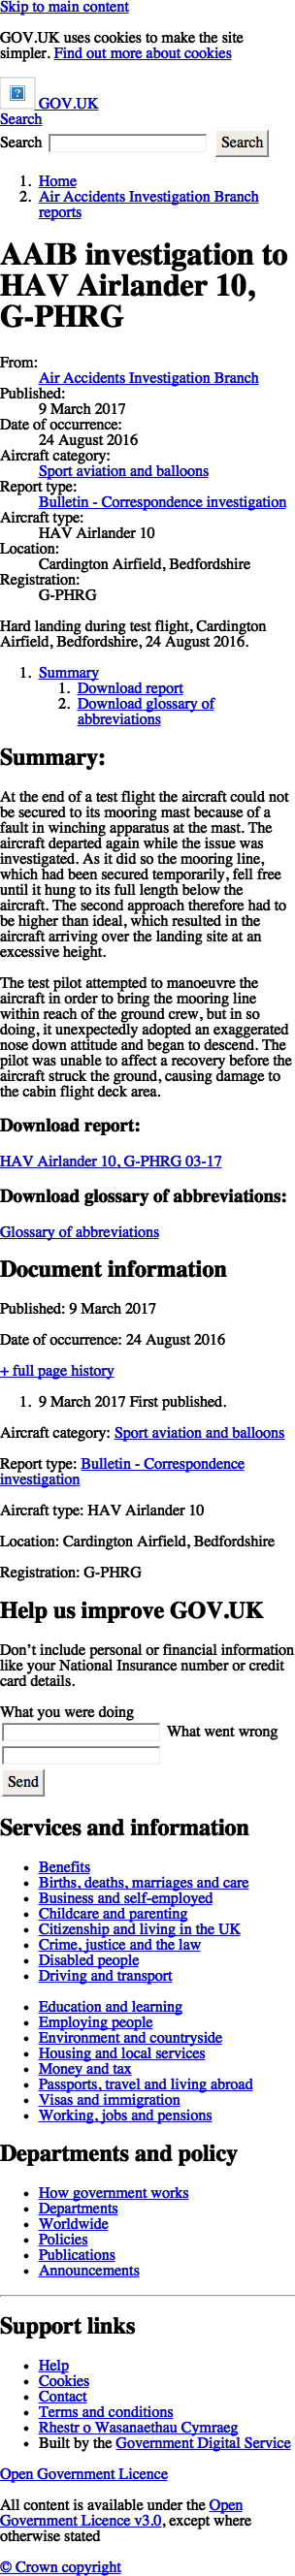 Skip to main content
GOV.UK uses cookies to make the site
simpler. Find out more about cookies
GOV.UK
Search
Search Search
1. Home
2. Air Accidents Investigation Branch
reports
AAIB investigation to
HAV Airlander 10,
G-PHRG
From:
Air Accidents Investigation Branch
Published:
9 March 2017
Date of occurrence:
24 August 2016
Aircraft category:
Sport aviation and balloons
Report type:
Bulletin - Correspondence investigation
Aircraft type:
HAV Airlander 10
Location:
Cardington Airfield, Bedfordshire
Registration:
G-PHRG
Hard landing during test flight, Cardington
Airfield, Bedfordshire, 24 August 2016.
1. Summary
1. Download report
2. Download glossary of
abbreviations
Summary:
At the end of a test flight the aircraft could not
be secured to its mooring mast because of a
fault in winching apparatus at the mast. The
aircraft departed again while the issue was
investigated. As it did so the mooring line,
which had been secured temporarily, fell free
until it hung to its full length below the
aircraft. The second approach therefore had to
be higher than ideal, which resulted in the
aircraft arriving over the landing site at an
excessive height.
The test pilot attempted to manoeuvre the
aircraft in order to bring the mooring line
within reach of the ground crew, but in so
doing, it unexpectedly adopted an exaggerated
nose down attitude and began to descend. The
pilot was unable to affect a recovery before the
aircraft struck the ground, causing damage to
the cabin flight deck area.
Download report:
HAV Airlander 10, G-PHRG 03-17
Download glossary of abbreviations:
Glossary of abbreviations
Document information
Published: 9 March 2017
Date of occurrence: 24 August 2016
+ full page history
1. 9 March 2017 First published.
Aircraft category: Sport aviation and balloons
Report type: Bulletin - Correspondence
investigation
Aircraft type: HAV Airlander 10
Location: Cardington Airfield, Bedfordshire
Registration: G-PHRG
Help us improve GOV.UK
Don’t include personal or financial information
like your National Insurance number or credit
card details.
What you were doing
What went wrong
Send
Services and information
• Benefits
• Births, deaths, marriages and care
• Business and self-employed
• Childcare and parenting
• Citizenship and living in the UK
• Crime, justice and the law
• Disabled people
• Driving and transport
• Education and learning
• Employing people
• Environment and countryside
• Housing and local services
• Money and tax
• Passports, travel and living abroad
• Visas and immigration
• Working, jobs and pensions
Departments and policy
• How government works
• Departments
• Worldwide
• Policies
• Publications
• Announcements
Support links
• Help
• Cookies
• Contact
• Terms and conditions
• Rhestr o Wasanaethau Cymraeg
• Built by the Government Digital Service
Open Government Licence
All content is available under the Open
Government Licence v3.0, except where
otherwise stated
© Crown copyright